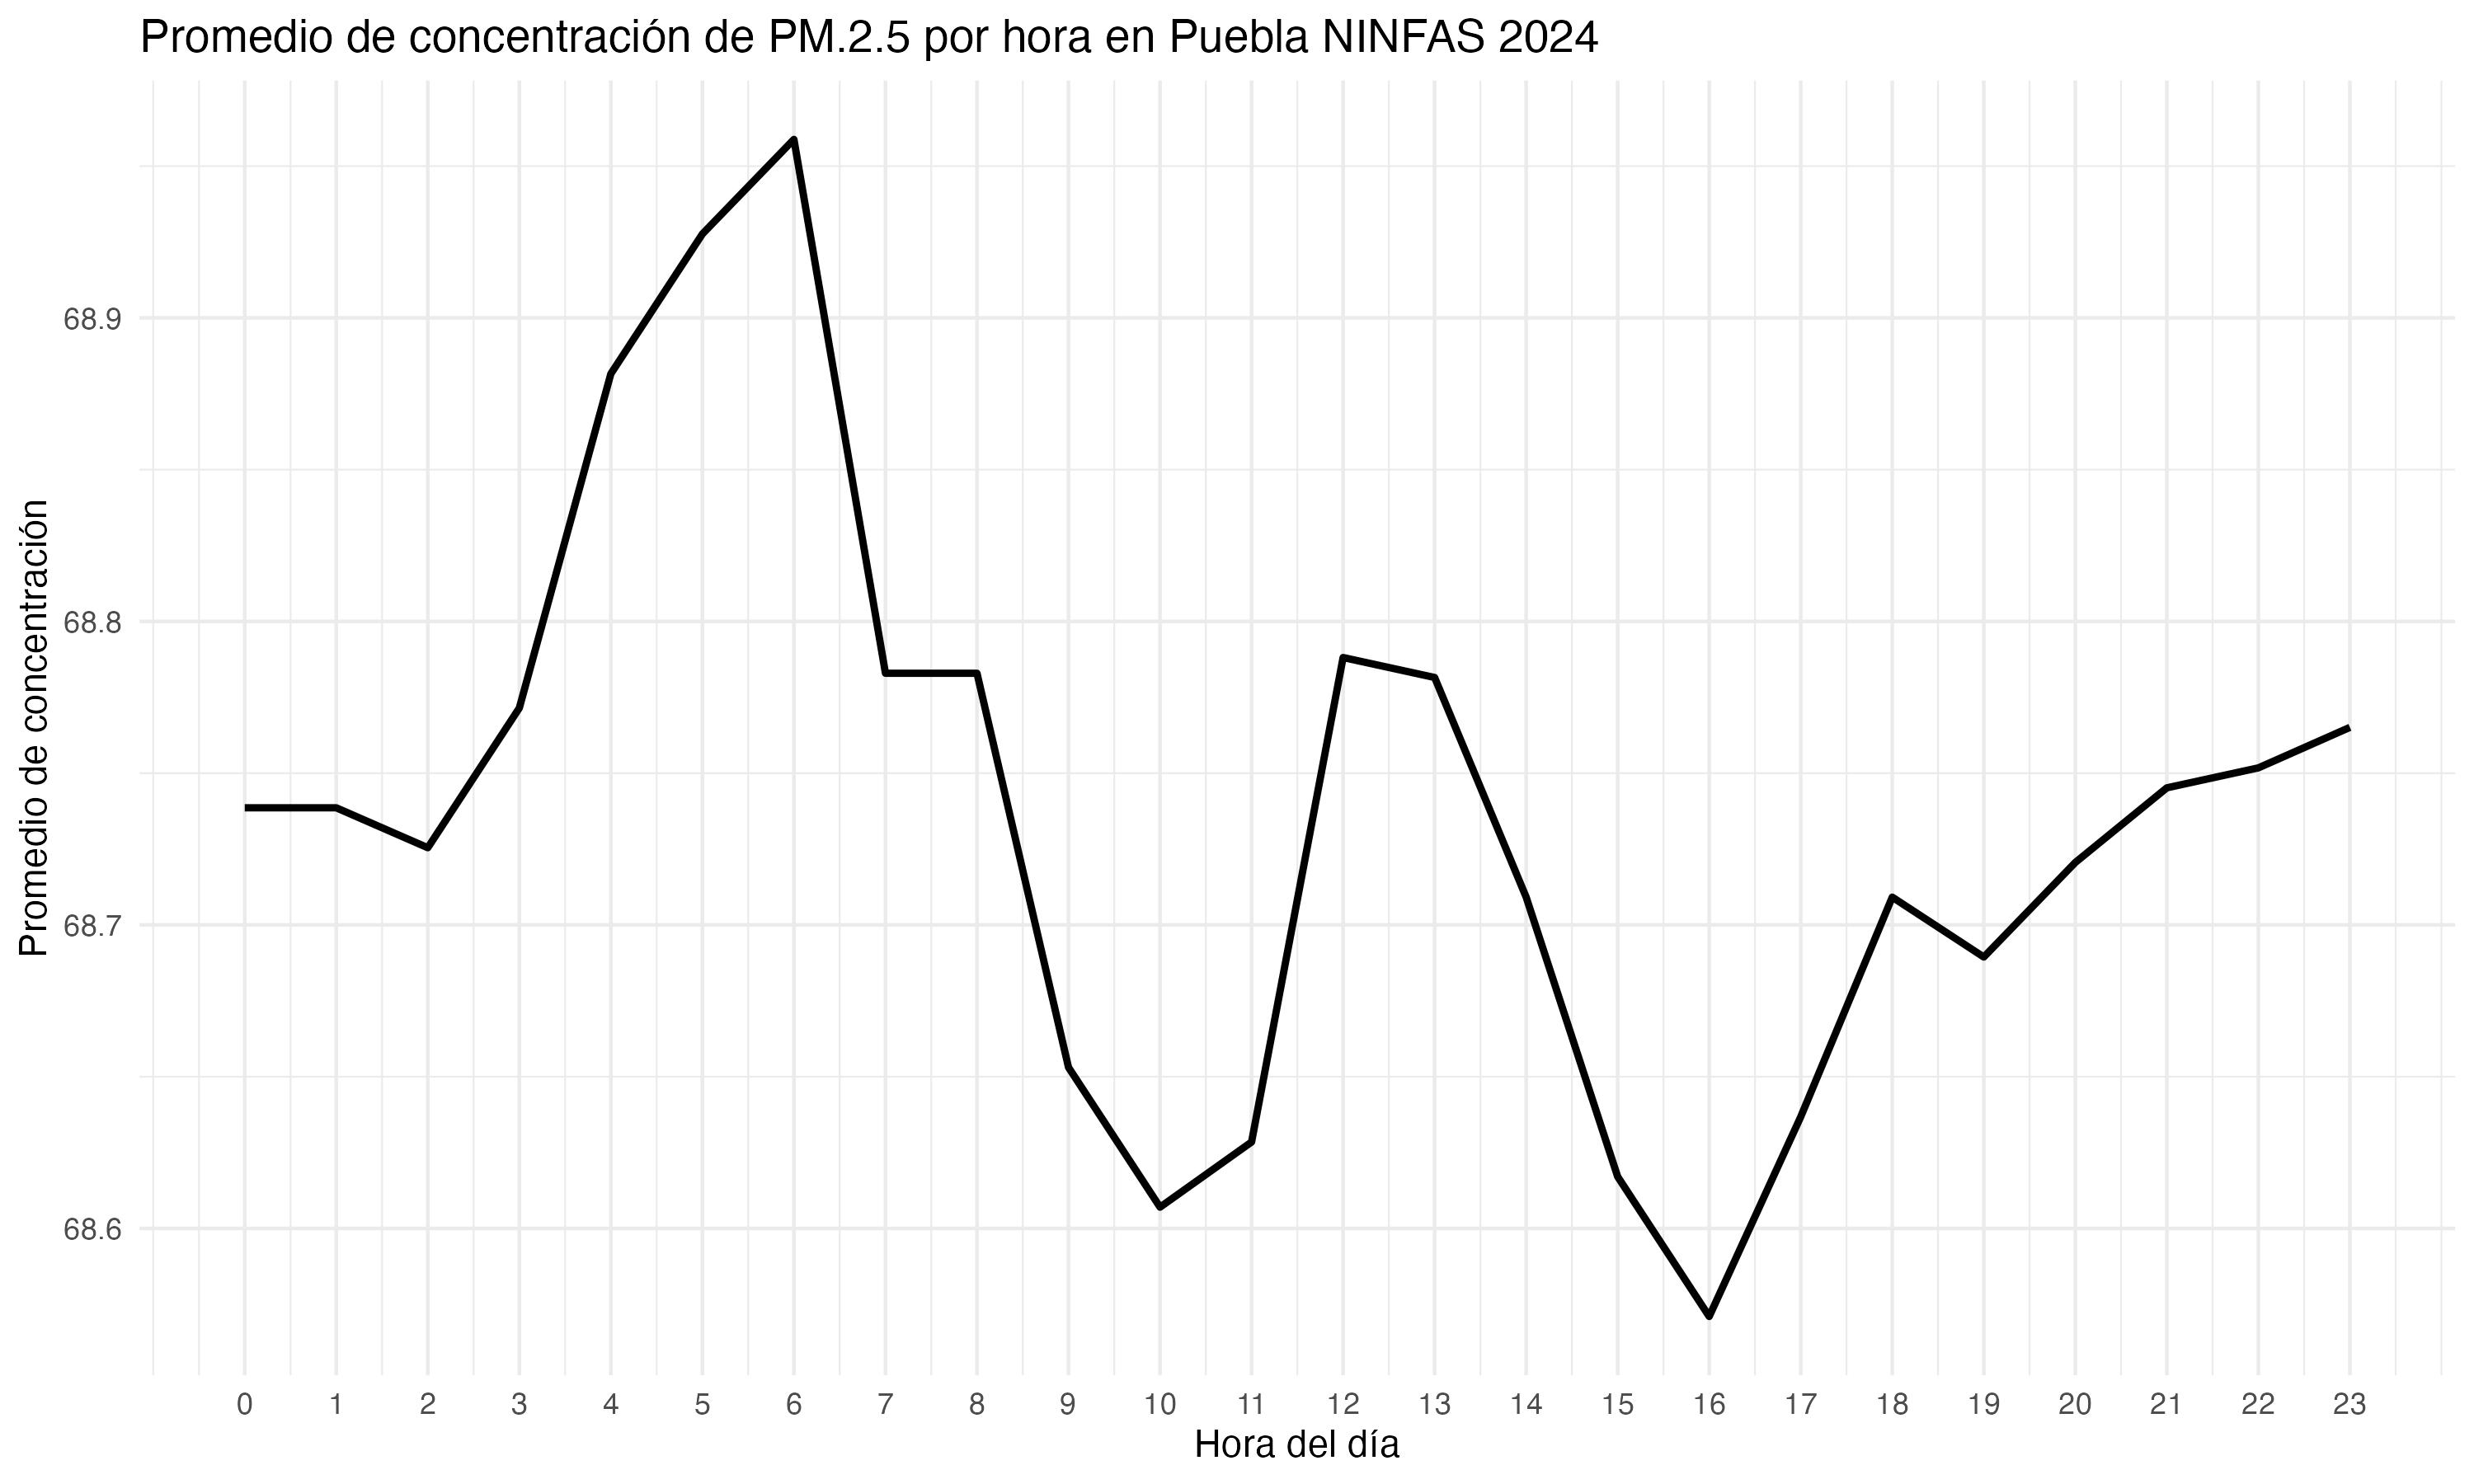 Promedio de concentración de PM.2.5 por hora en Puebla NINFAS 2024
Promedio de concentración
68.9
68.8
68.7
68.6
0 1 2 3 4 5 6 7 8 9 10 11 12 13 14 15 16 17 18 19 20 21 22 23
Hora del día